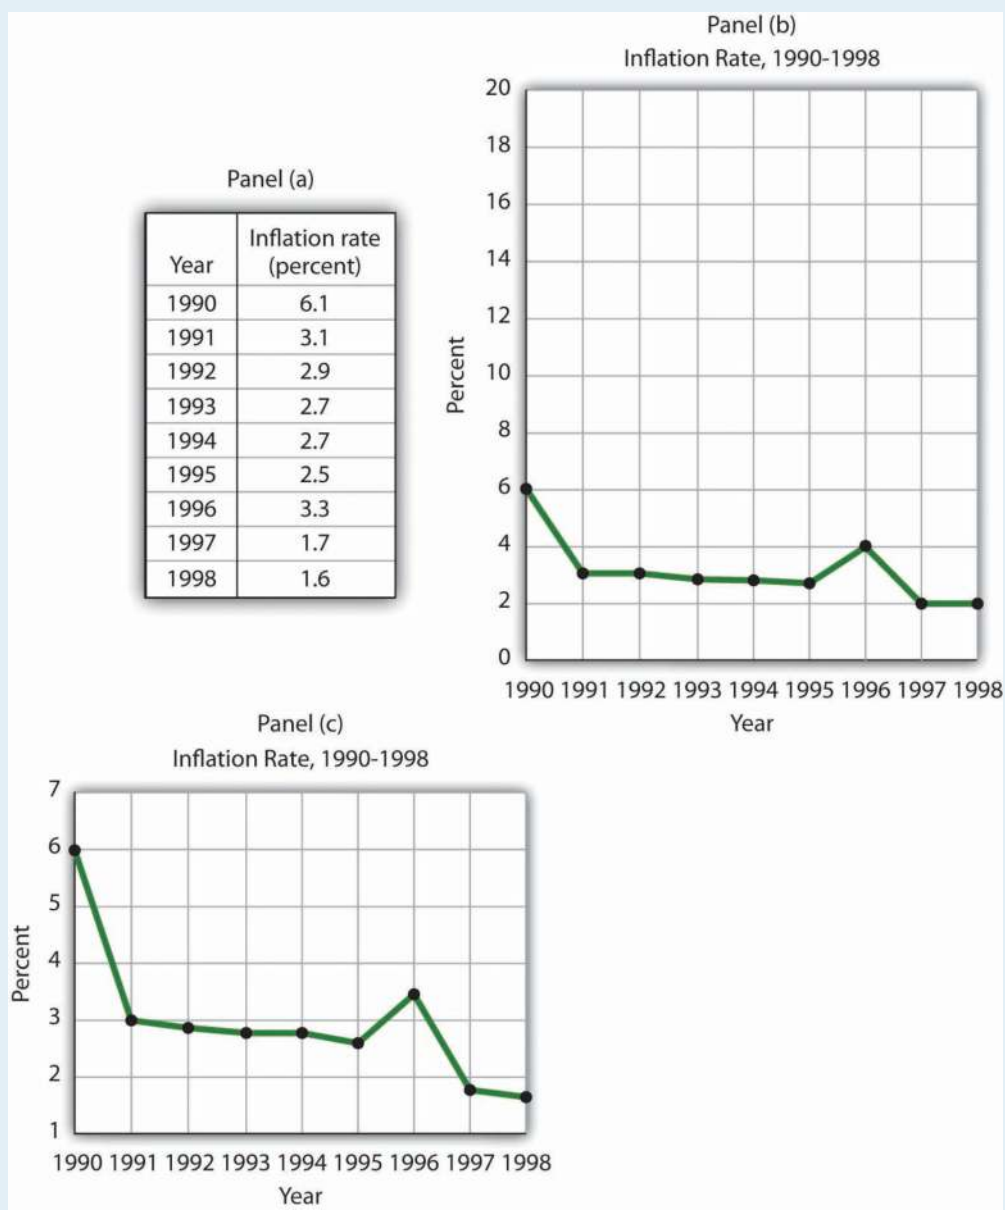 Panel (a)
Year Inflation rate (percent)
1990 6.1
1991 3.1
1992 2.9
1993 2.7
1994 2.7
1995 2.5
1996 3.3
1997 1.7
1998 1.6
Panel (b)
Inflation Rate, 1990-1998
Percent
20
18
16
14
12
10
8
6
4
2
0
1990 1991 1992 1993 1994 1995 1996 1997 1998
Year
Panel (c)
Inflation Rate, 1990-1998
Percent
7
6
5
4
3
2
1
1990 1991 1992 1993 1994 1995 1996 1997 1998
Year